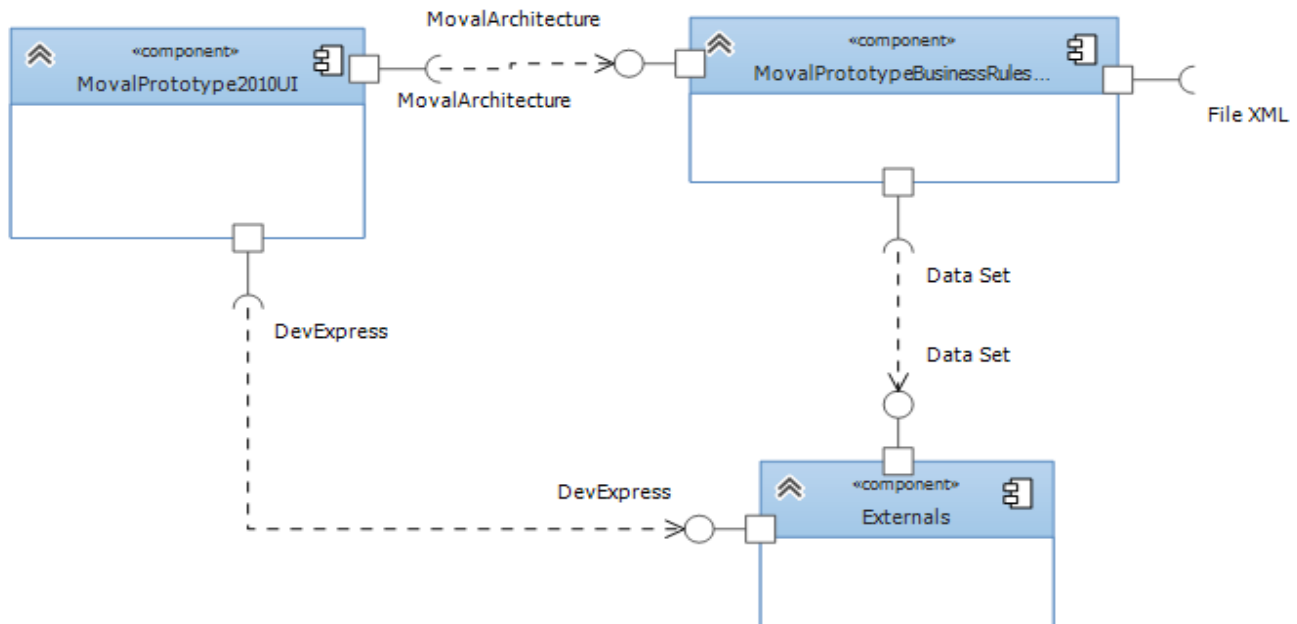 MovalArchitecture
«component»
MovalPrototype2010UI
MovalArchitecture
«component»
MovalPrototypeBusinessRules...
File XML
Data Set
DevExpress
Data Set
DevExpress
«component»
Externals